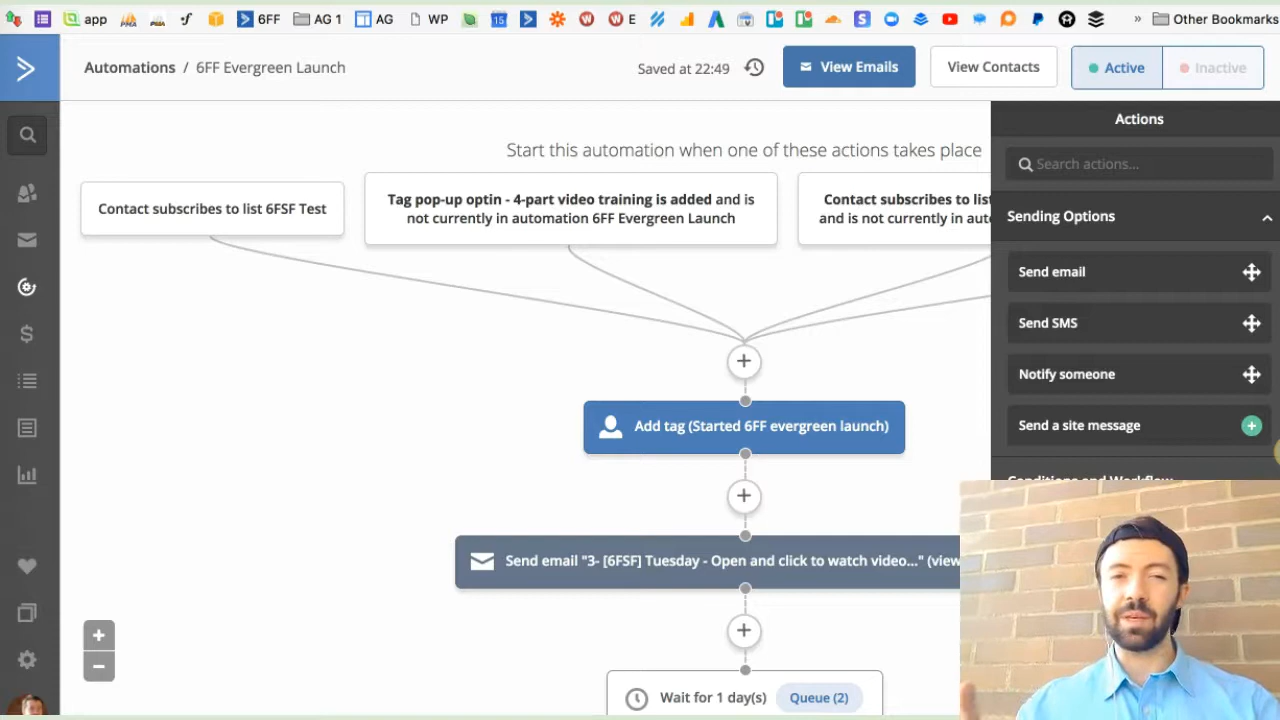 6FF
AG 1
AG
WP
app
15
E
S
»
Other Bookmarks
Automations / 6FF Evergreen Launch
Saved at 22:49
View Emails
View Contacts
Active
Inactive
Actions
Search actions...
Start this automation when one of these actions takes place
Contact subscribes to list 6FSF Test
Tag pop-up optin - 4-part video training is added and is
not currently in automation 6FF Evergreen Launch
Contact subscribes to list
and is not currently in
Sending Options
Send email
Send SMS
Notify someone
Send a site message
Conditions and Workflow
Add tag (Started 6FF evergreen launch)
Send email "3- [6FSF] Tuesday - Open and click to watch video..." (view
Wait for 1 day(s)
Queue (2)